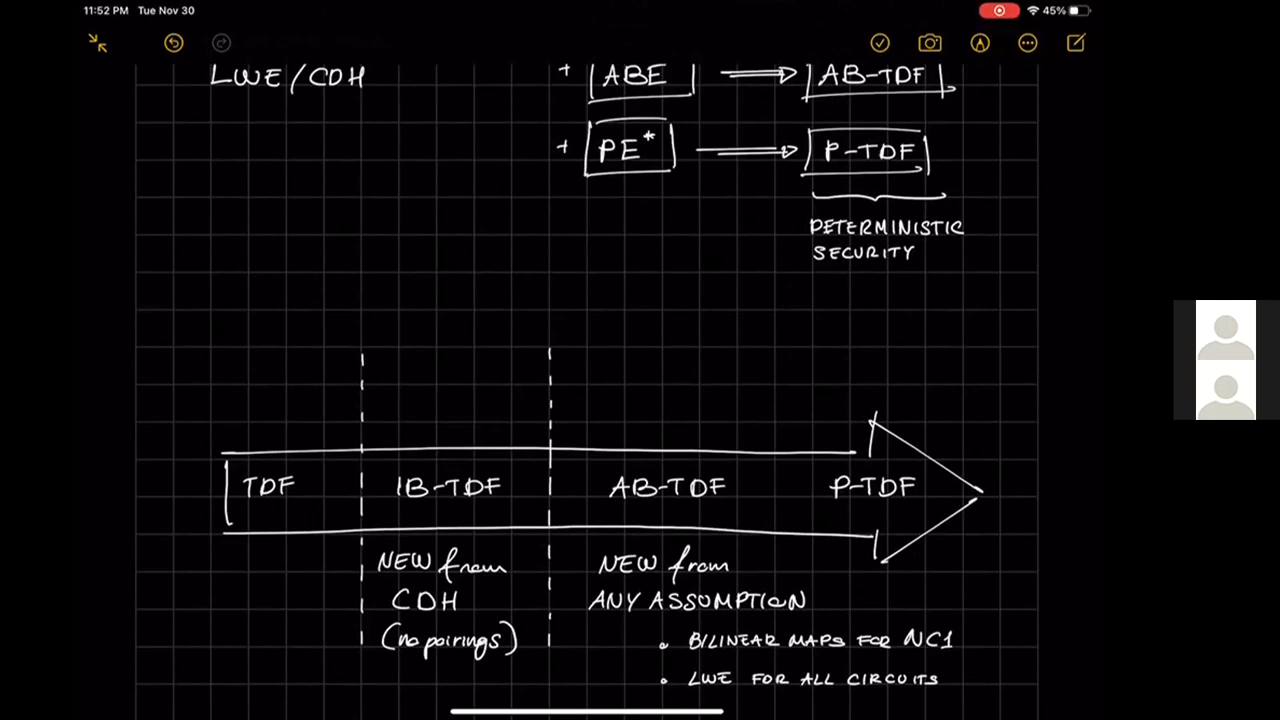 11:52 PM Tue Nov 30
45%
LWE/CDH + ABE ⟹ AB-TDF
+ PE* ⟹ P-TDF
DETERMINISTIC
SECURITY
TDF IB-TDF AB-TDF P-TDF
NEW from NEW from
CDH ANY ASSUMPTION
(no pairings) • BILINEAR MAPS FOR NC1
• LWE FOR ALL CIRCUITS